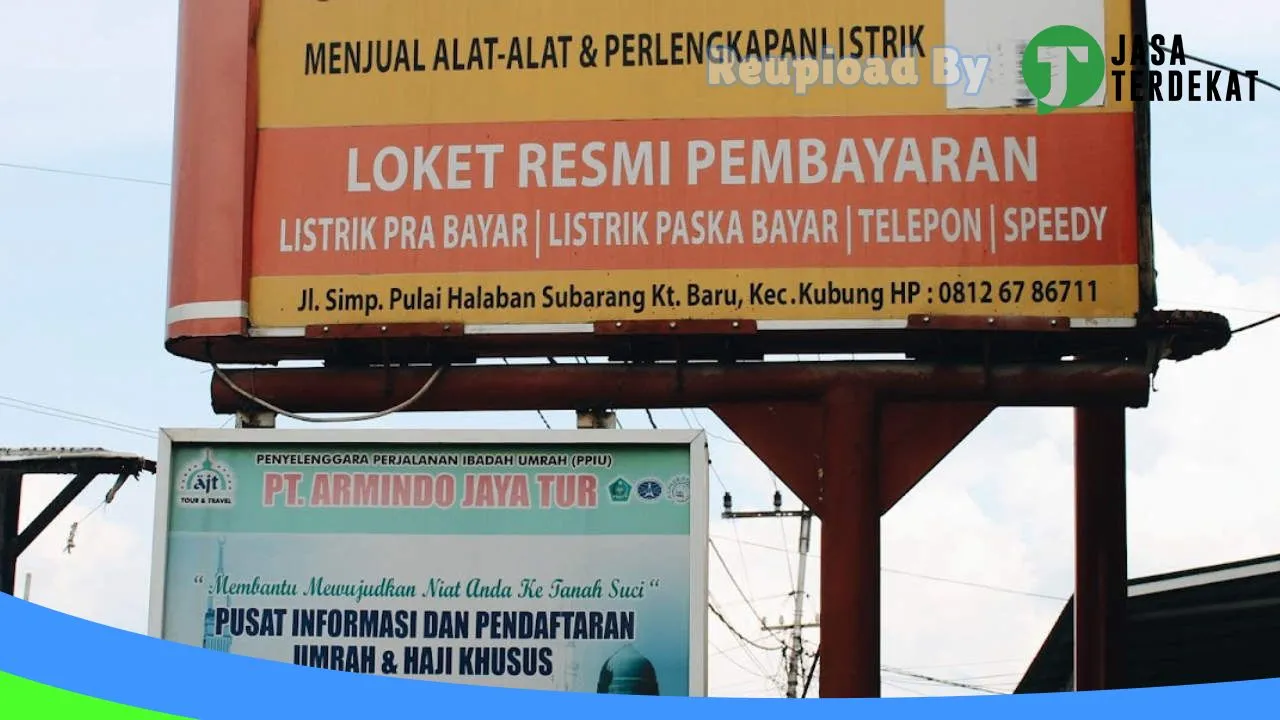 MENJUAL ALAT-ALAT & PERLENGKAPAN LISTRIK
Reupload By
JASA
TERDEKAT
LOKET RESMI PEMBAYARAN
LISTRIK PRA BAYAR | LISTRIK PASKA BAYAR | TELEPON | SPEEDY
Jl. Simp. Pulai Halaban Subarang Kt. Baru, Kec.Kubung HP : 0812 67 86711
PENYELENGGARA PERJALANAN IBADAH UMRAH (PPIU)
ajt
TOUR & TRAVEL
PT. ARMINDO JAYA TUR
“ Membantu Mewujudkan Niat Anda Ke Tanah Suci “
PUSAT INFORMASI DAN PENDAFTARAN
UMRAH & HAJI KHUSUS